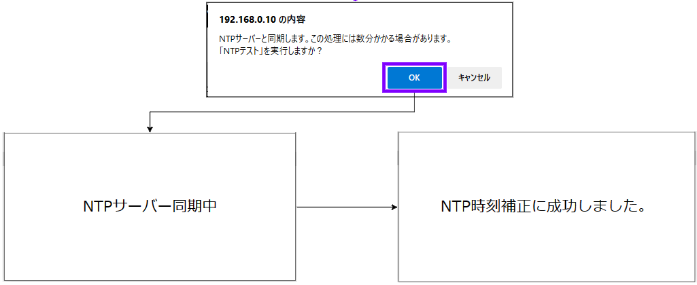 192.168.0.10 の内容
NTPサーバーと同期します。この処理には数分かかる場合があります。
「NTPテスト」を実行しますか？
OK
キャンセル
NTPサーバー同期中
NTP時刻補正に成功しました。